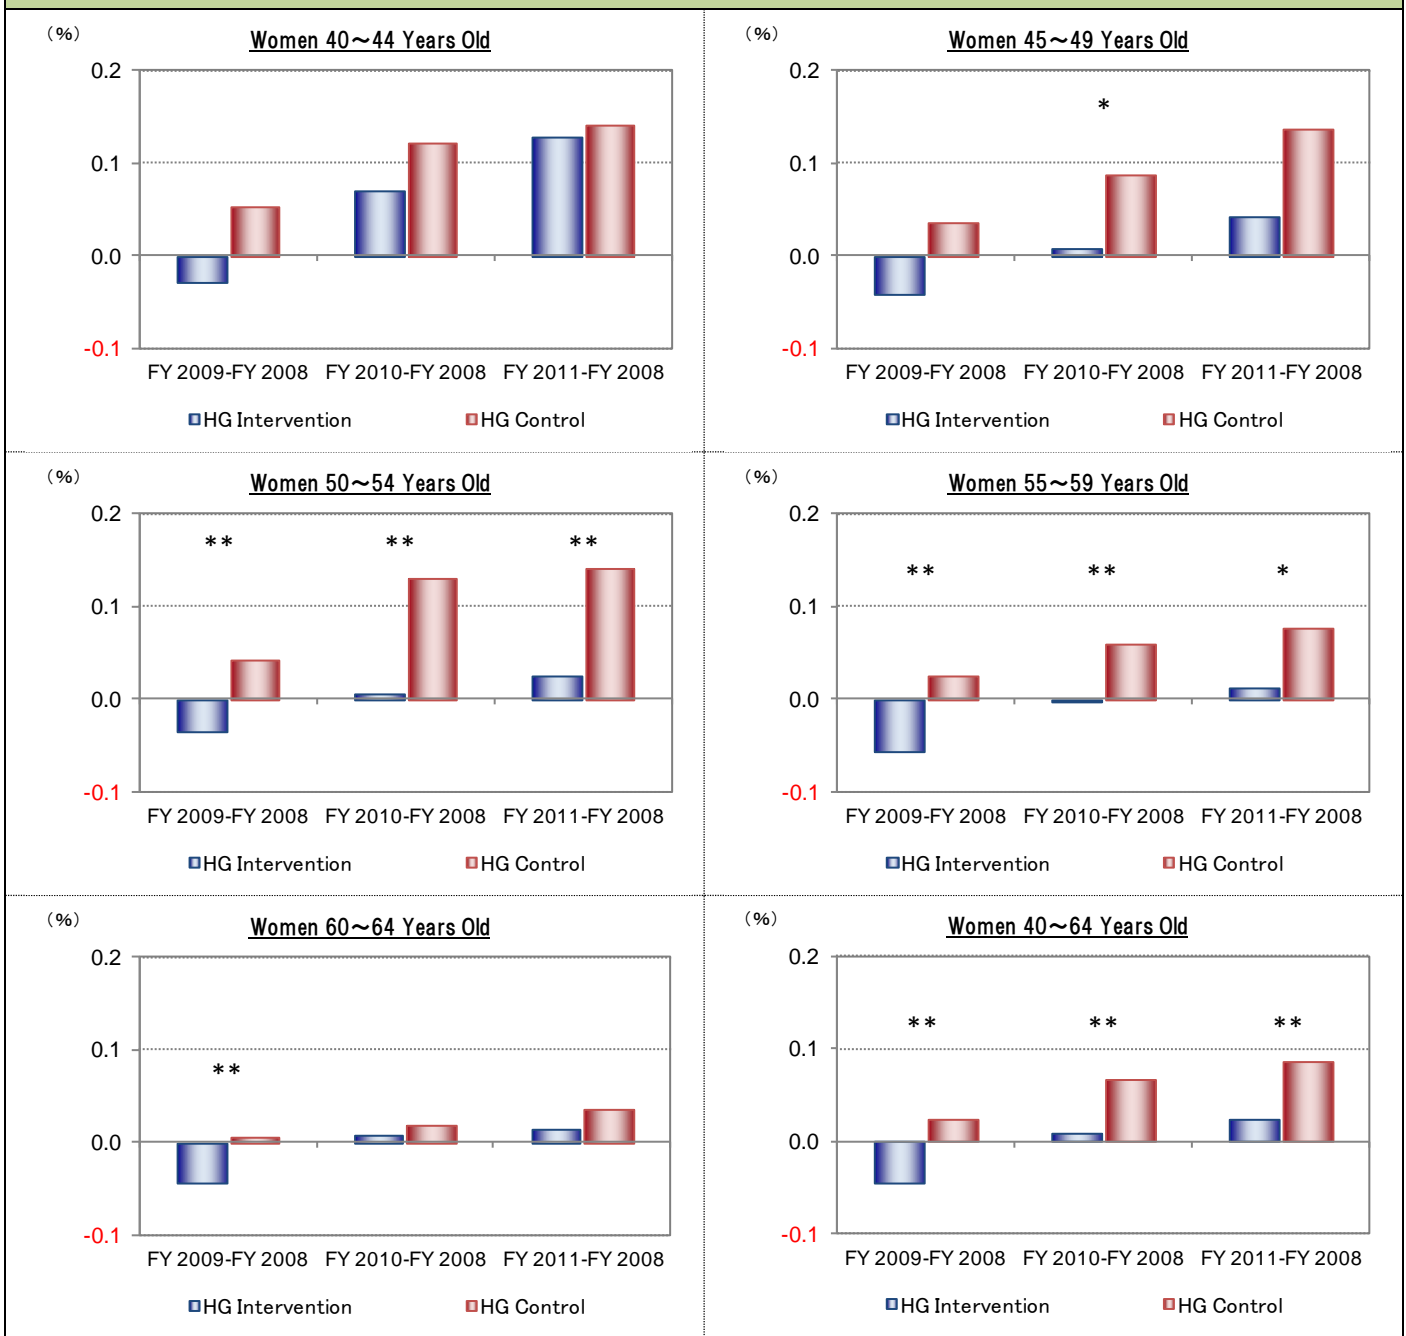 (%)
Women 40～44 Years Old
0.2
0.1
0.0
-0.1
FY 2009-FY 2008 FY 2010-FY 2008 FY 2011-FY 2008
HG Intervention HG Control
(%)
Women 45～49 Years Old
0.2
*
0.1
0.0
-0.1
FY 2009-FY 2008 FY 2010-FY 2008 FY 2011-FY 2008
HG Intervention HG Control
(%)
Women 50～54 Years Old
0.2
** ** **
0.1
0.0
-0.1
FY 2009-FY 2008 FY 2010-FY 2008 FY 2011-FY 2008
HG Intervention HG Control
(%)
Women 55～59 Years Old
0.2
** ** *
0.1
0.0
-0.1
FY 2009-FY 2008 FY 2010-FY 2008 FY 2011-FY 2008
HG Intervention HG Control
(%)
Women 60～64 Years Old
0.2
0.1
**
0.0
-0.1
FY 2009-FY 2008 FY 2010-FY 2008 FY 2011-FY 2008
HG Intervention HG Control
(%)
Women 40～64 Years Old
0.2
** ** **
0.1
0.0
-0.1
FY 2009-FY 2008 FY 2010-FY 2008 FY 2011-FY 2008
HG Intervention HG Control